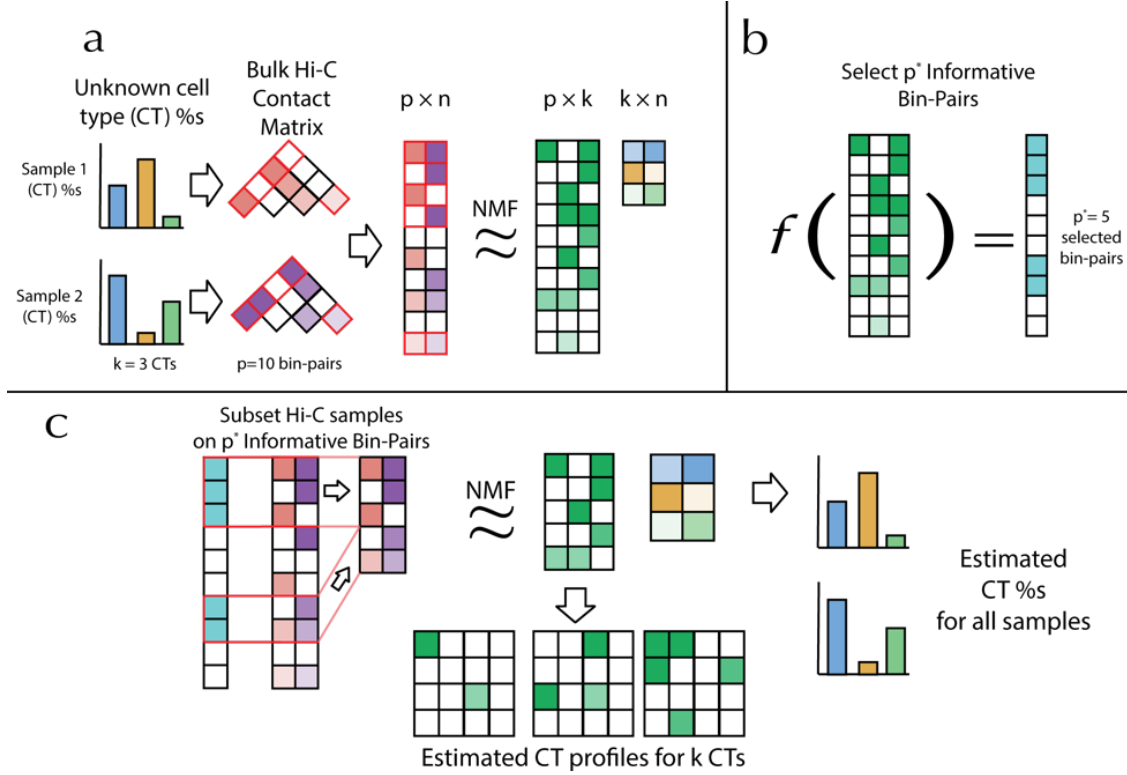 a
Unknown cell
type (CT) %s
Bulk Hi-C
Contact
Matrix
p × n
p × k
k × n
Sample 1
(CT) %s
NMF
≈
Sample 2
(CT) %s
k = 3 CTs
p=10 bin-pairs
b
Select p* Informative
Bin-Pairs
f ( ) =
p*= 5
selected
bin-pairs
c
Subset Hi-C samples
on p* Informative Bin-Pairs
NMF
≈
Estimated
CT %s
for all samples
Estimated CT profiles for k CTs